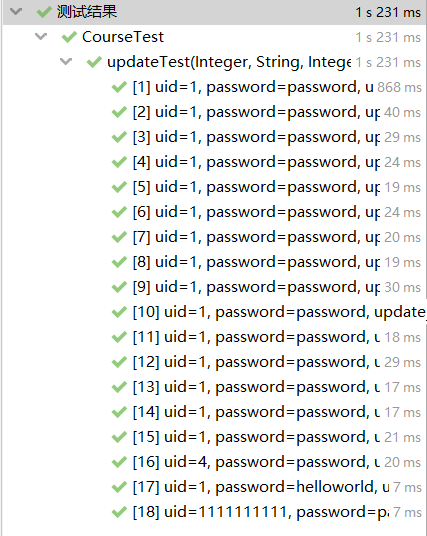 测试结果 1 s 231 ms
CourseTest 1 s 231 ms
updateTest(Integer, String, Intege 1 s 231 ms
[1] uid=1, password=password, u 868 ms
[2] uid=1, password=password, up 40 ms
[3] uid=1, password=password, up 29 ms
[4] uid=1, password=password, up 24 ms
[5] uid=1, password=password, up 19 ms
[6] uid=1, password=password, up 24 ms
[7] uid=1, password=password, up 20 ms
[8] uid=1, password=password, up 19 ms
[9] uid=1, password=password, up 30 ms
[10] uid=1, password=password, update_
[11] uid=1, password=password, u 18 ms
[12] uid=1, password=password, u 29 ms
[13] uid=1, password=password, u 17 ms
[14] uid=1, password=password, u 17 ms
[15] uid=1, password=password, u 21 ms
[16] uid=4, password=password, u 20 ms
[17] uid=1, password=helloworld, u 7 ms
[18] uid=1111111111, password=pa 7 ms